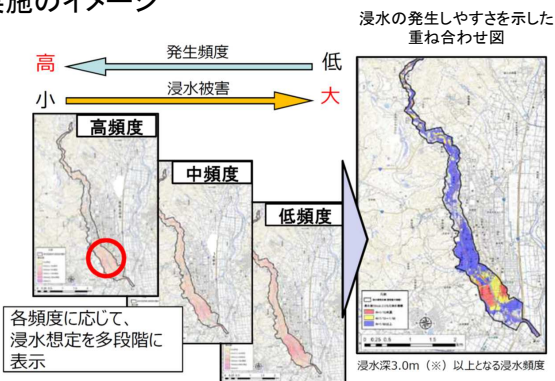 施のイメージ
浸水の発生しやすさを示した
重ね合わせ図
高
発生頻度
低
小
浸水被害
大
高頻度
中頻度
低頻度
各頻度に応じて、
浸水想定を多段階に
表示
浸水深3.0m（※）以上となる浸水頻度